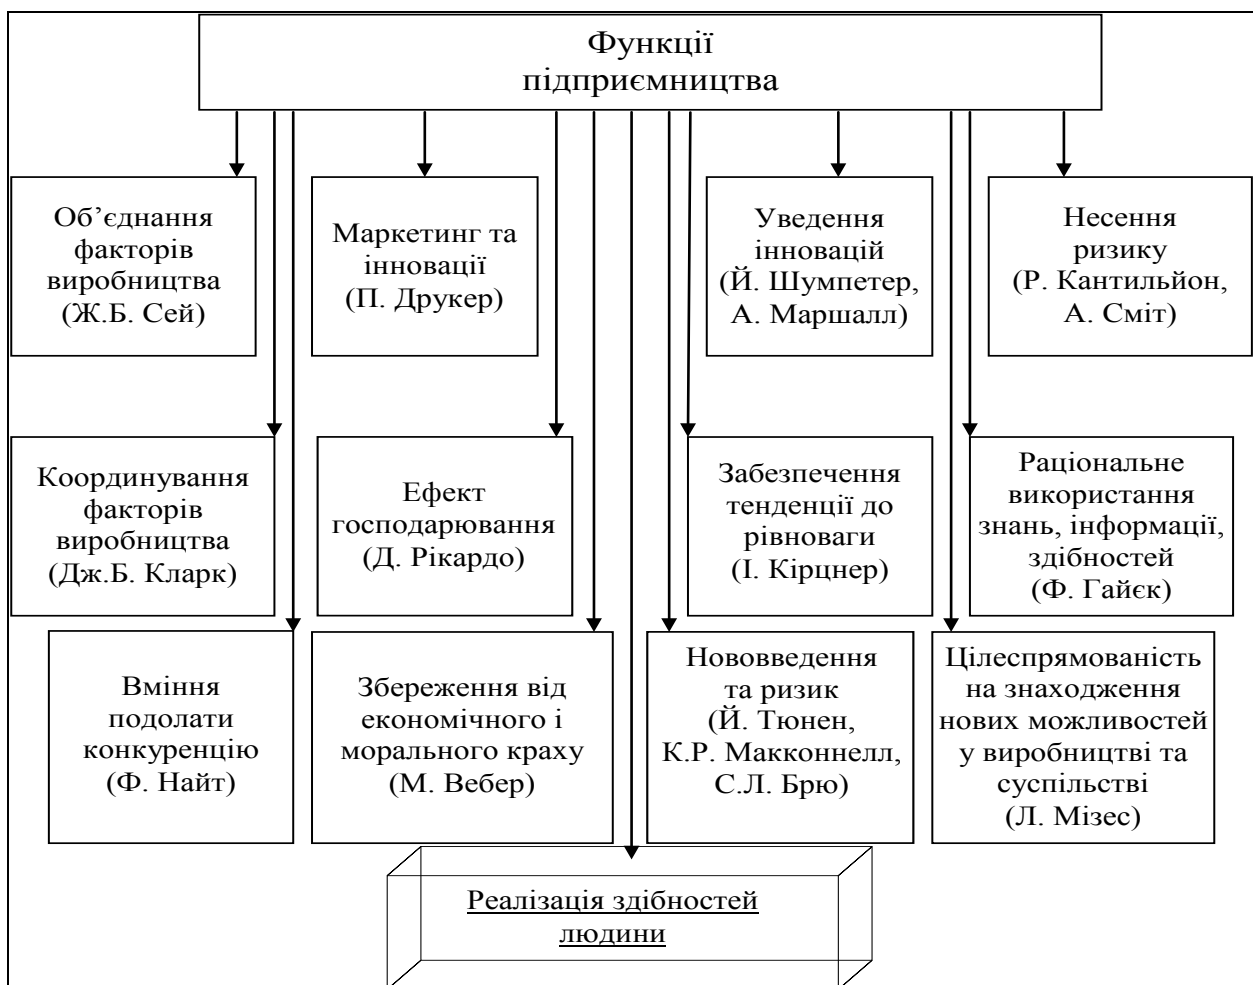 Функції
підприємництва
Об’єднання
факторів
виробництва
(Ж.Б. Сей)
Маркетинг та
інновації
(П. Друкер)
Уведення
інновацій
(Й. Шумпетер,
А. Маршалл)
Несення
ризику
(Р. Кантильйон,
А. Сміт)
Координування
факторів
виробництва
(Дж.Б. Кларк)
Ефект
господарювання
(Д. Рікардо)
Забезпечення
тенденції до
рівноваги
(І. Кірцнер)
Раціональне
використання
знань, інформації,
здібностей
(Ф. Гайєк)
Вміння
подолати
конкуренцію
(Ф. Найт)
Збереження від
економічного і
морального краху
(М. Вебер)
Нововведення
та ризик
(Й. Тюнен,
К.Р. Макконнелл,
С.Л. Брю)
Цілеспрямованість
на знаходження
нових можливостей
у виробництві та
суспільстві
(Л. Мізес)
Реалізація здібностей
людини